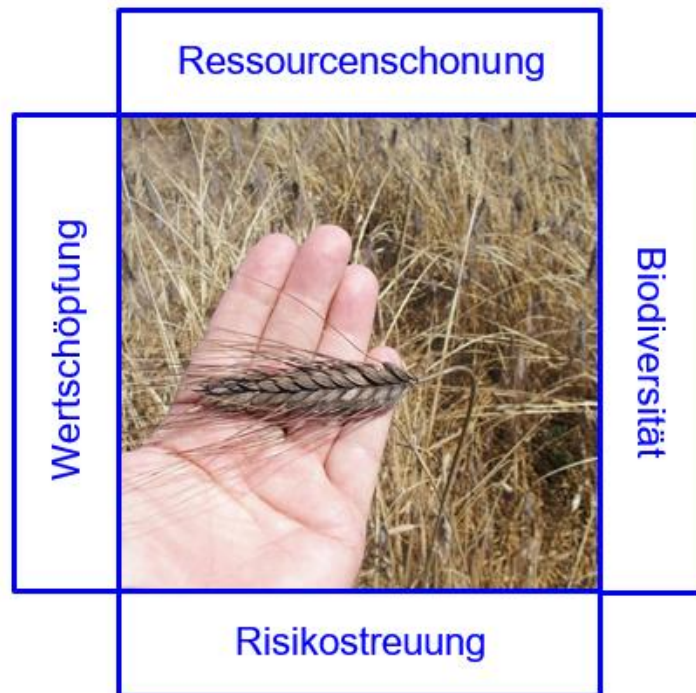 Ressourcenschonung
Wertschöpfung
Biodiversität
Risikostreuung